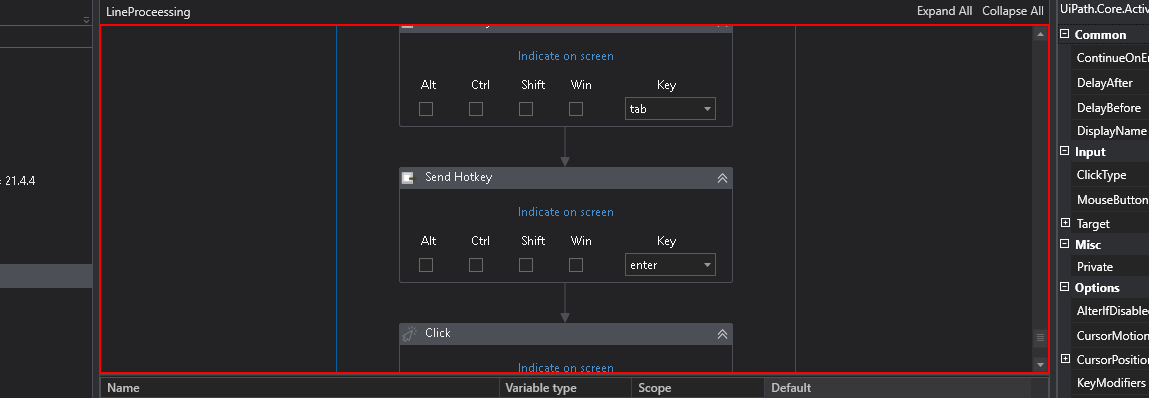 LineProceessing
Expand All Collapse All
UiPath.Core.Activ
Indicate on screen
Alt Ctrl Shift Win Key
tab
Send Hotkey
Indicate on screen
Alt Ctrl Shift Win Key
enter
Click
Indicate on screen
Name Variable type Scope Default
21.4.4
Common
ContinueOnEr
DelayAfter
DelayBefore
DisplayName
Input
ClickType
MouseButton
Target
Misc
Private
Options
AlterIfDisable
CursorMotion
CursorPositio
KeyModifiers